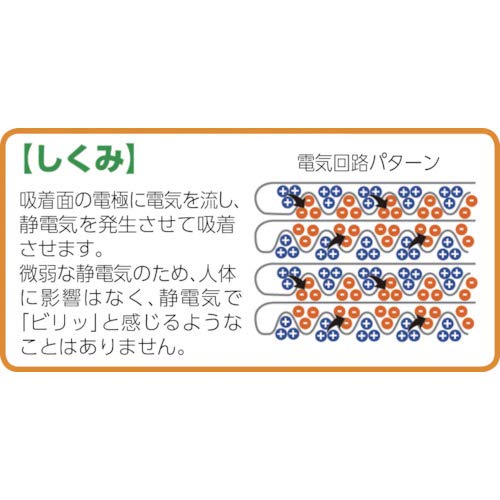 【しくみ】
吸着面の電極に電気を流し、
静電気を発生させて吸着
させます。
微弱な静電気のため、人体
に影響はなく、静電気で
「ビリッ」と感じるような
ことはありません。
電気回路パターン